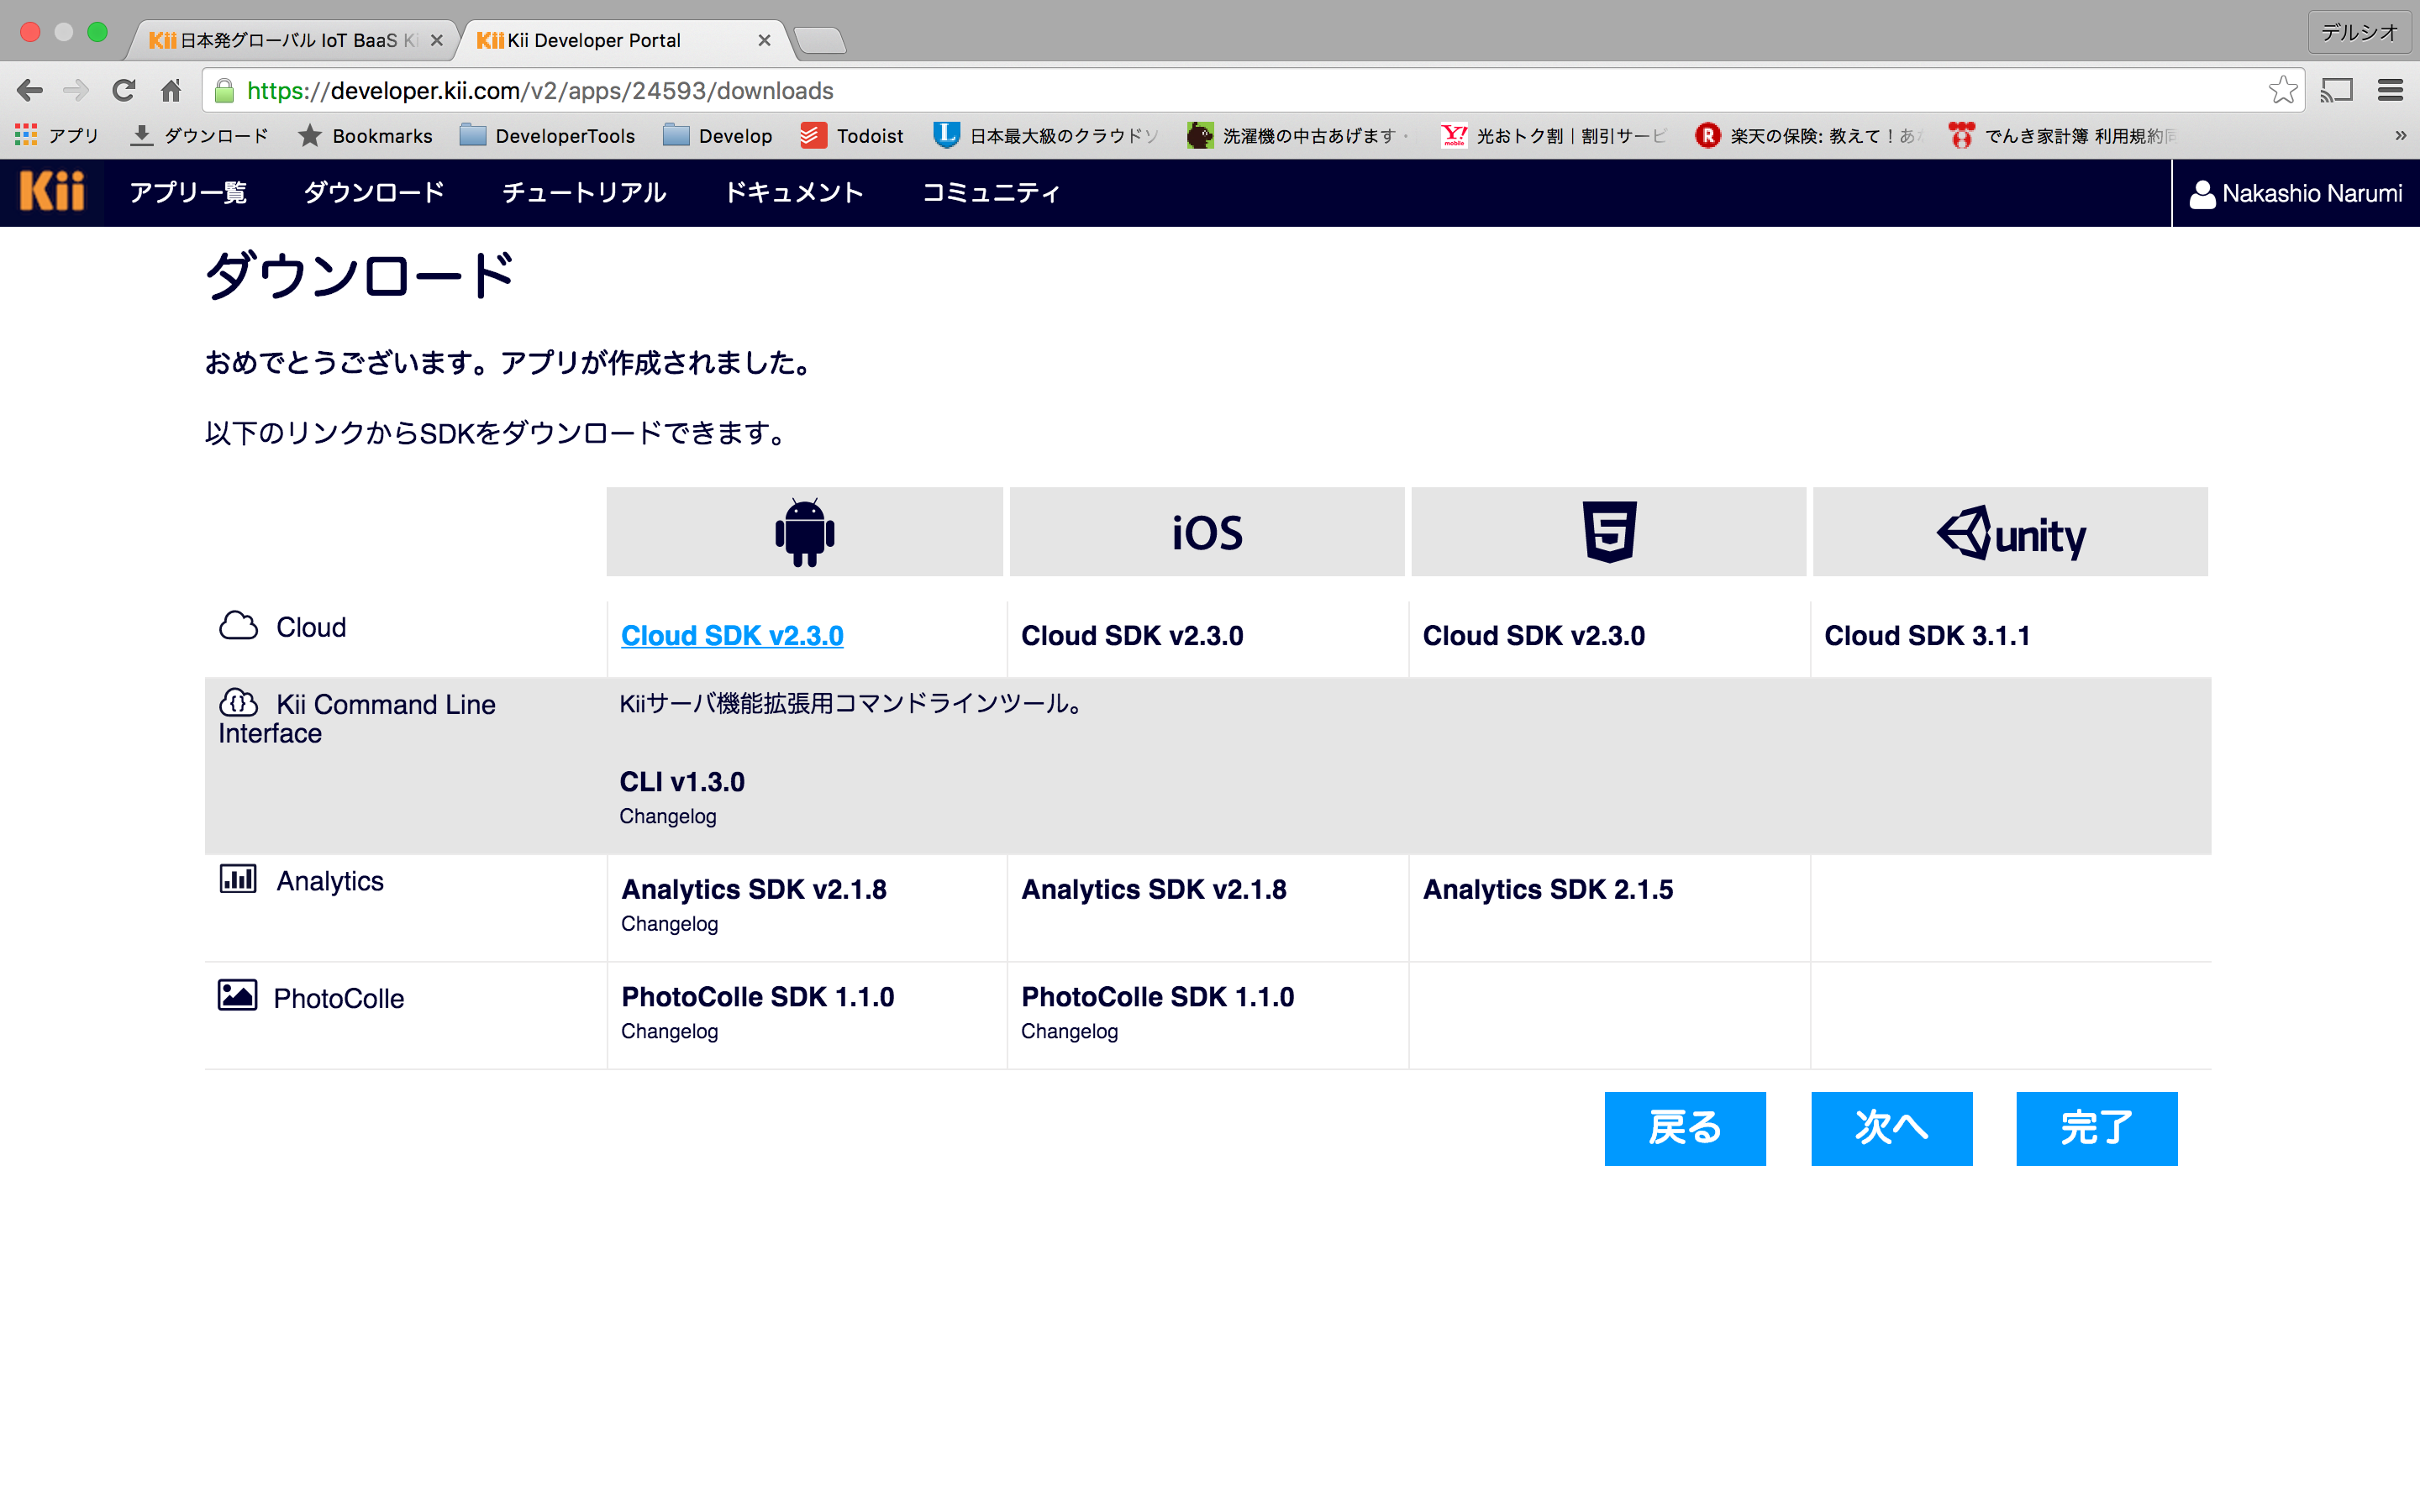 Kii 日本発グローバル IoT BaaS Ki
Kii Kii Developer Portal
デルシオ
https://developer.kii.com/v2/apps/24593/downloads
アプリ ダウンロード Bookmarks DeveloperTools Develop Todoist L 日本最大級のクラウドソ 洗濯機の中古あげます・ Y! mobile 光おトク割｜割引サービ R 楽天の保険: 教えて！あ でんき家計簿 利用規約 »
Kii アプリ一覧 ダウンロード チュートリアル ドキュメント コミュニティ Nakashio Narumi
ダウンロード
おめでとうございます。アプリが作成されました。
以下のリンクからSDKをダウンロードできます。
iOS unity
Cloud Cloud SDK v2.3.0 Cloud SDK v2.3.0 Cloud SDK v2.3.0 Cloud SDK 3.1.1
Kii Command Line Kiiサーバ機能拡張用コマンドラインツール。
Interface
CLI v1.3.0
Changelog
Analytics Analytics SDK v2.1.8 Analytics SDK v2.1.8 Analytics SDK 2.1.5
Changelog
PhotoColle PhotoColle SDK 1.1.0 PhotoColle SDK 1.1.0
Changelog Changelog
戻る 次へ 完了